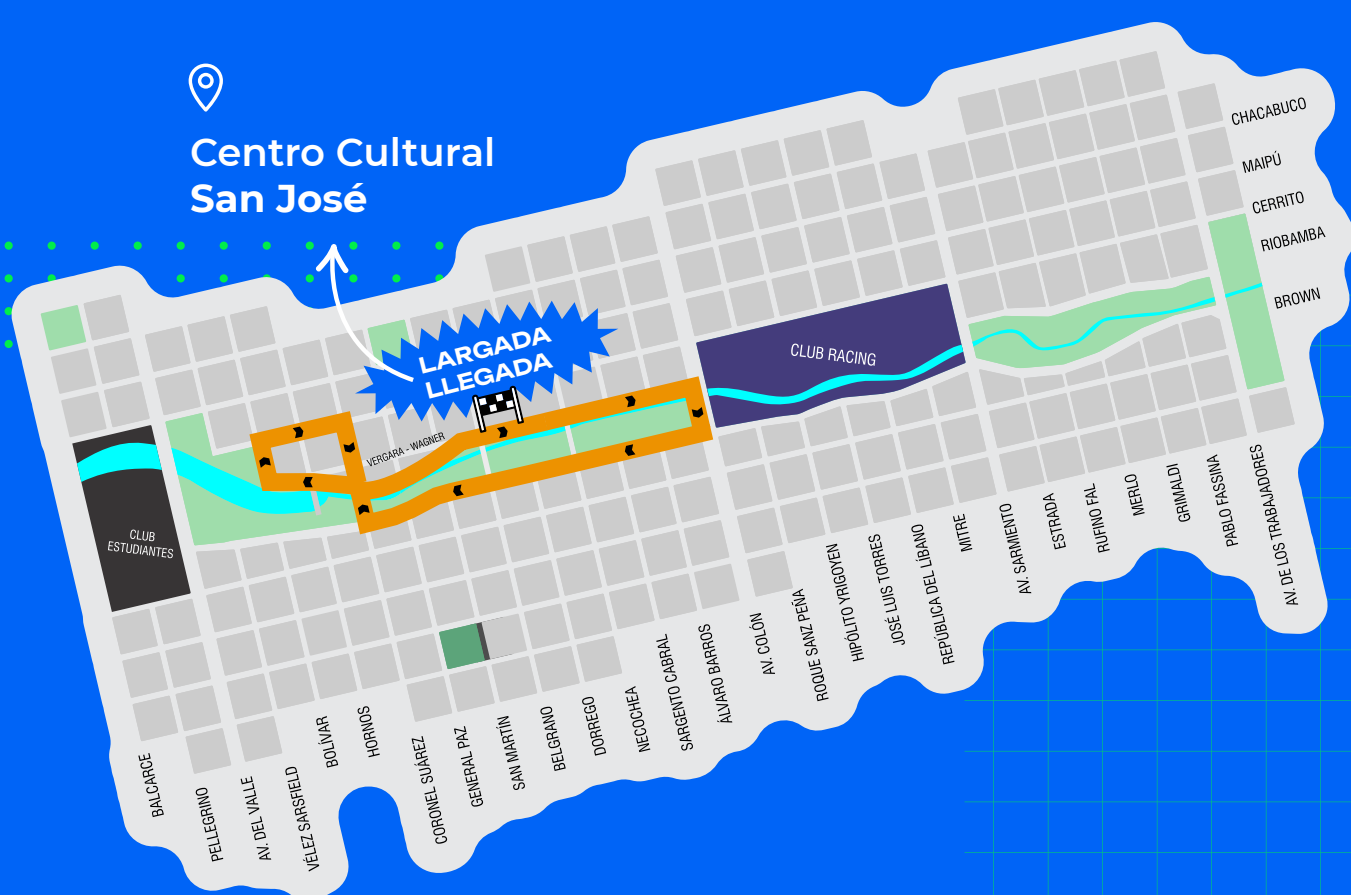 Centro Cultural
San José
LARGADA
LLEGADA
VERGARA - WAGNER
CLUB RACING
CLUB
ESTUDIANTES
CHACABUCO
MAIPÚ
CERRITO
RIOBAMBA
BROWN
BALCARCE
PELLEGRINO
AV. DEL VALLE
VÉLEZ SARSFIELD
BOLÍVAR
HORNOS
CORONEL SUÁREZ
GENERAL PAZ
SAN MARTÍN
BELGRANO
DORREGO
NECOCHEA
SARGENTO CABRAL
ÁLVARO BARROS
AV. COLÓN
ROQUE SANZ PEÑA
HIPÓLITO YRIGOYEN
JOSÉ LUIS TORRES
REPÚBLICA DEL LÍBANO
MITRE
AV. SARMIENTO
ESTRADA
RUFINO FAL
MERLO
GRIMALDI
PABLO FASSINA
AV. DE LOS TRABAJADORES